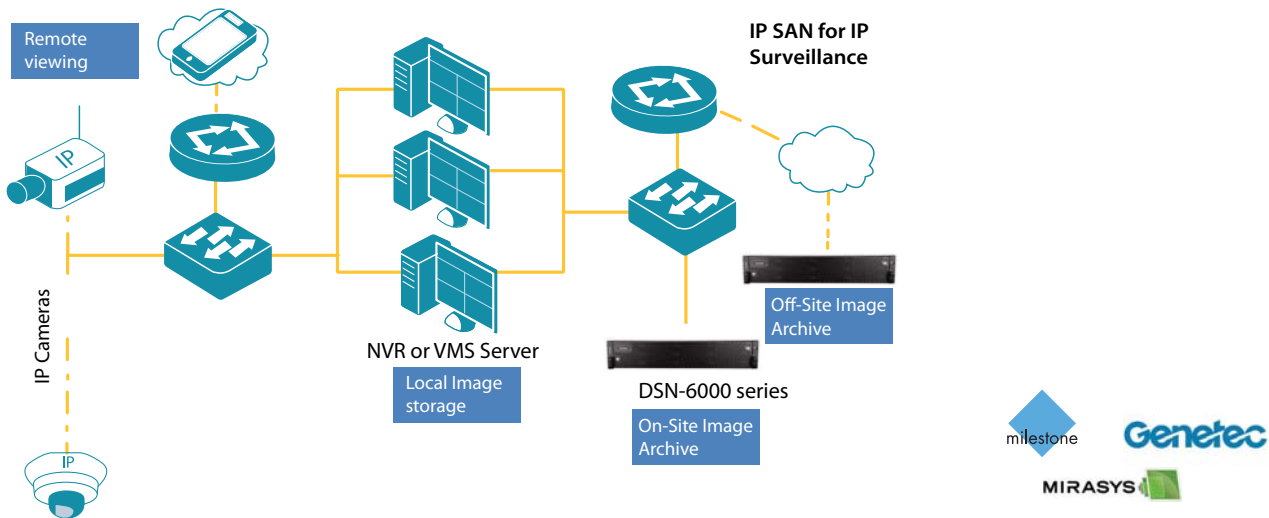 Remote
viewing
IP SAN for IP
Surveillance
IP
IP Cameras
IP
NVR or VMS Server
Local Image
storage
DSN-6000 series
On-Site Image
Archive
Off-Site Image
Archive
milestone
Genetec
MIRASYS